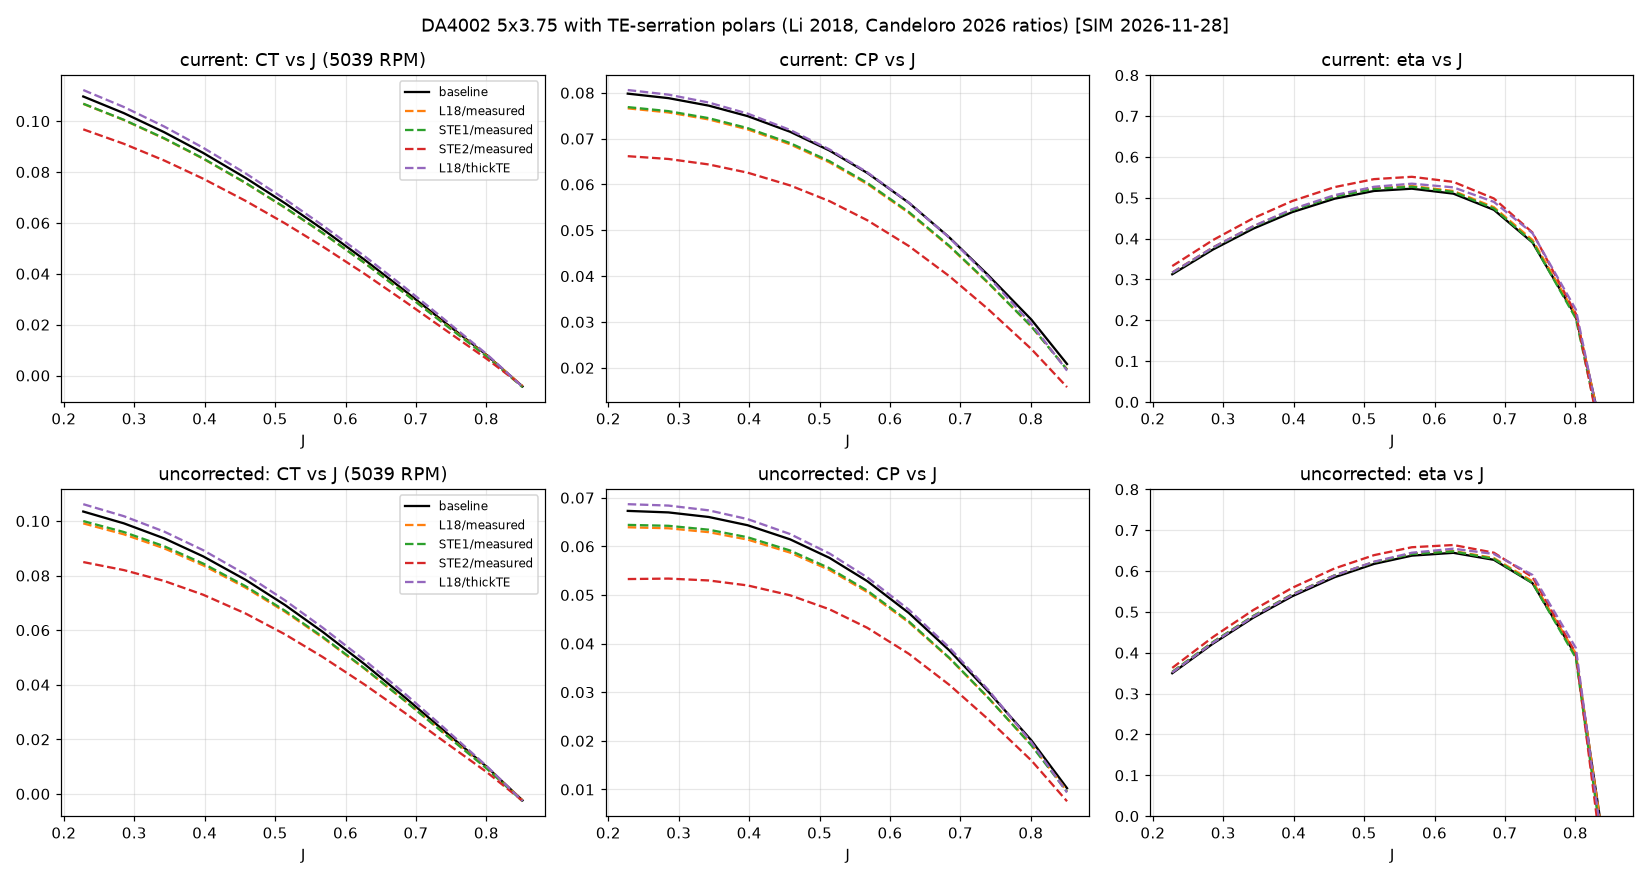 DA4002 5x3.75 with TE-serration polars (Li 2018, Candeloro 2026 ratios) [SIM 2026-11-28]
current: CT vs J (5039 RPM)
0.10
0.08
0.06
0.04
0.02
0.00
0.2 0.3 0.4 0.5 0.6 0.7 0.8
J
baseline
L18/measured
STE1/measured
STE2/measured
L18/thickTE
current: CP vs J
0.08
0.07
0.06
0.05
0.04
0.03
0.02
0.2 0.3 0.4 0.5 0.6 0.7 0.8
J
current: eta vs J
0.8
0.7
0.6
0.5
0.4
0.3
0.2
0.1
0.0
0.2 0.3 0.4 0.5 0.6 0.7 0.8
J
uncorrected: CT vs J (5039 RPM)
0.10
0.08
0.06
0.04
0.02
0.00
0.2 0.3 0.4 0.5 0.6 0.7 0.8
J
baseline
L18/measured
STE1/measured
STE2/measured
L18/thickTE
uncorrected: CP vs J
0.07
0.06
0.05
0.04
0.03
0.02
0.01
0.2 0.3 0.4 0.5 0.6 0.7 0.8
J
uncorrected: eta vs J
0.8
0.7
0.6
0.5
0.4
0.3
0.2
0.1
0.0
0.2 0.3 0.4 0.5 0.6 0.7 0.8
J